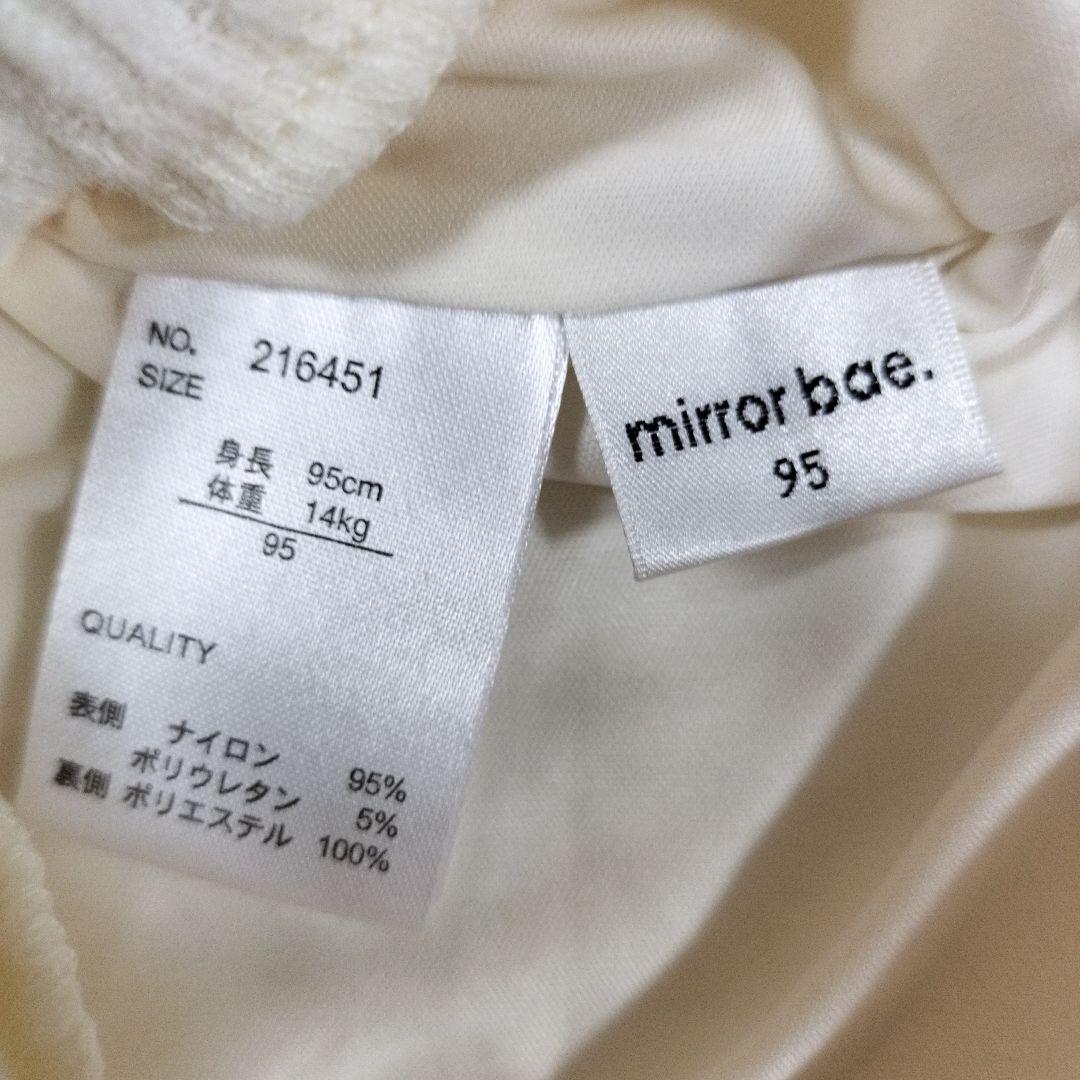 NO. 216451
SIZE
身長 95cm
体重 14kg
95
QUALITY
表側 ナイロン 95%
ポリウレタン 5%
裏側 ポリエステル 100%
mirror bae.
95